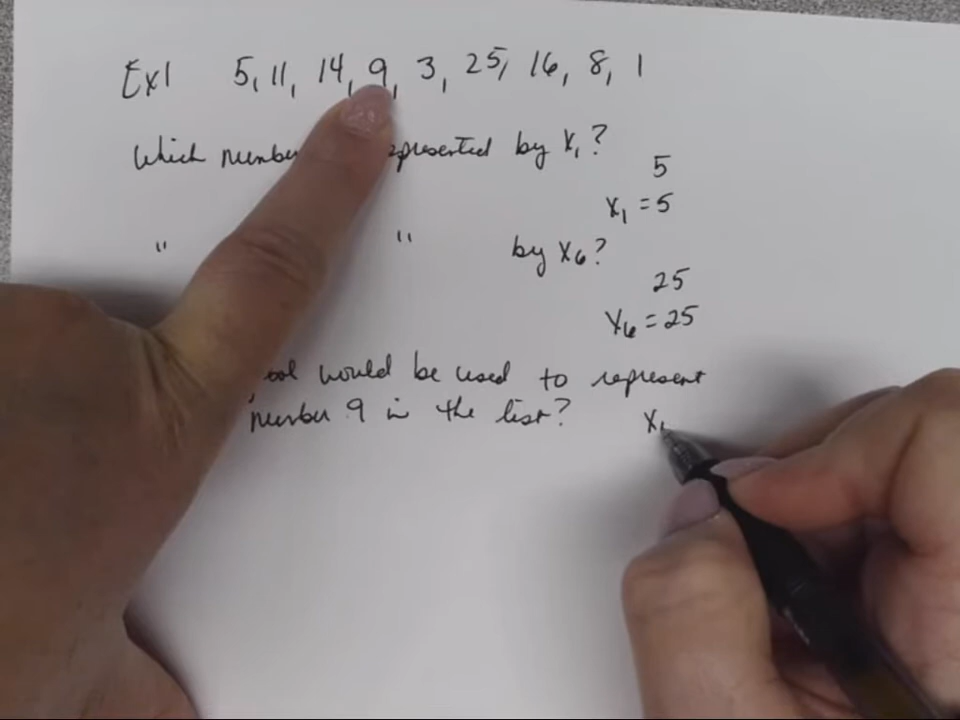 Ex1 5, 11, 14, 9, 3, 25, 16, 8, 1
Which number represented by x₁?
5
x₁ = 5
" " by x₆?
25
x₆ = 25
would be used to represent
number 9 in the list? x